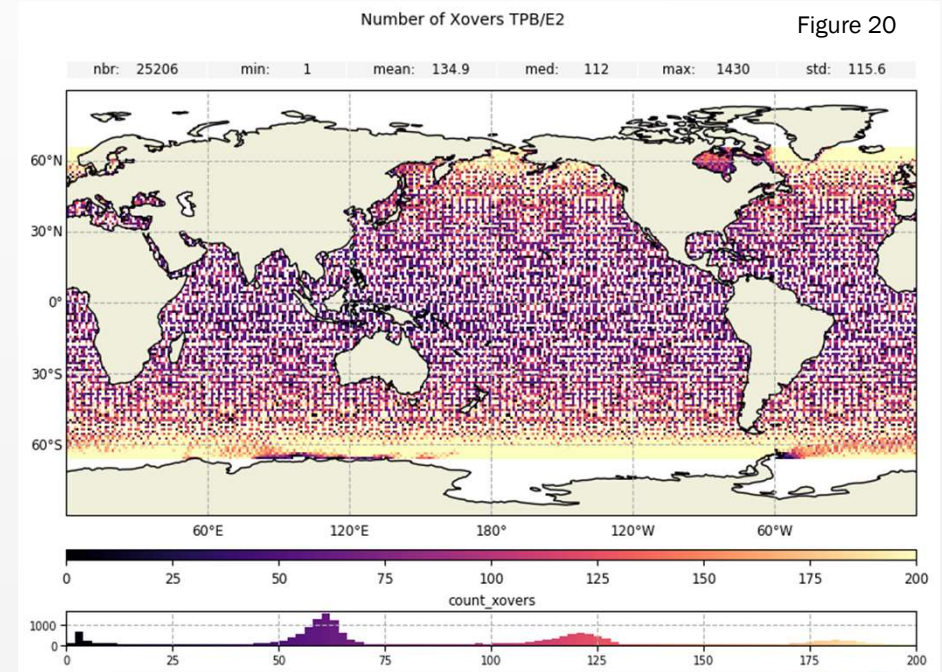 Number of Xovers TPB/E2
Figure 20
nbr: 25206 min: 1 mean: 134.9 med: 112 max: 1430 std: 115.6
60°N
30°N
0°
30°S
60°S
60°E 120°E 180° 120°W 60°W
0 25 50 75 100 125 150 175 200
count_xovers
1000
0
0 25 50 75 100 125 150 175 200